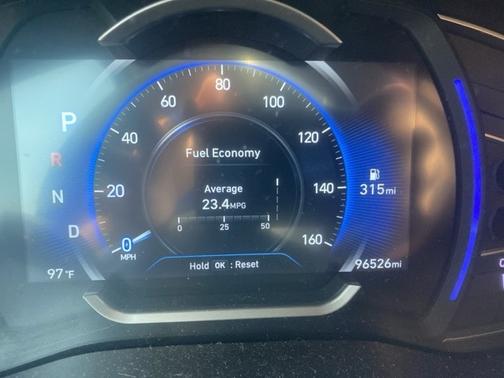 80
60
100
P
40
120
Fuel Economy
R
Average
20
140
315mi
N
23.4MPG
0
25
50
D
0
160
MPH
Hold OK : Reset
97°F
96526mi